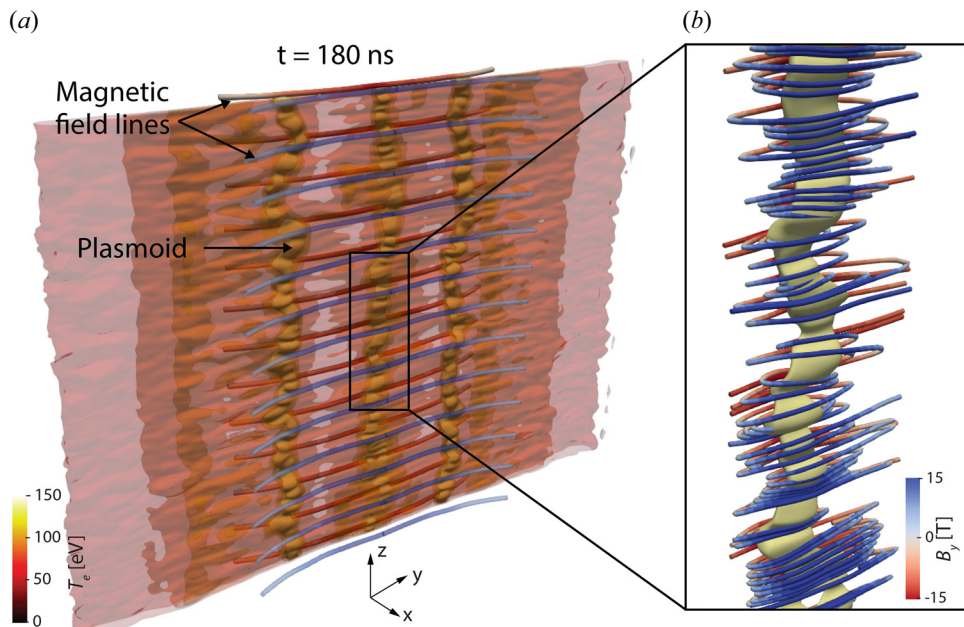 (a)
(b)
t = 180 ns
Magnetic
field lines
Plasmoid
150
100
50
0
T_e [eV]
z
y
x
15
0
-15
B_y [T]